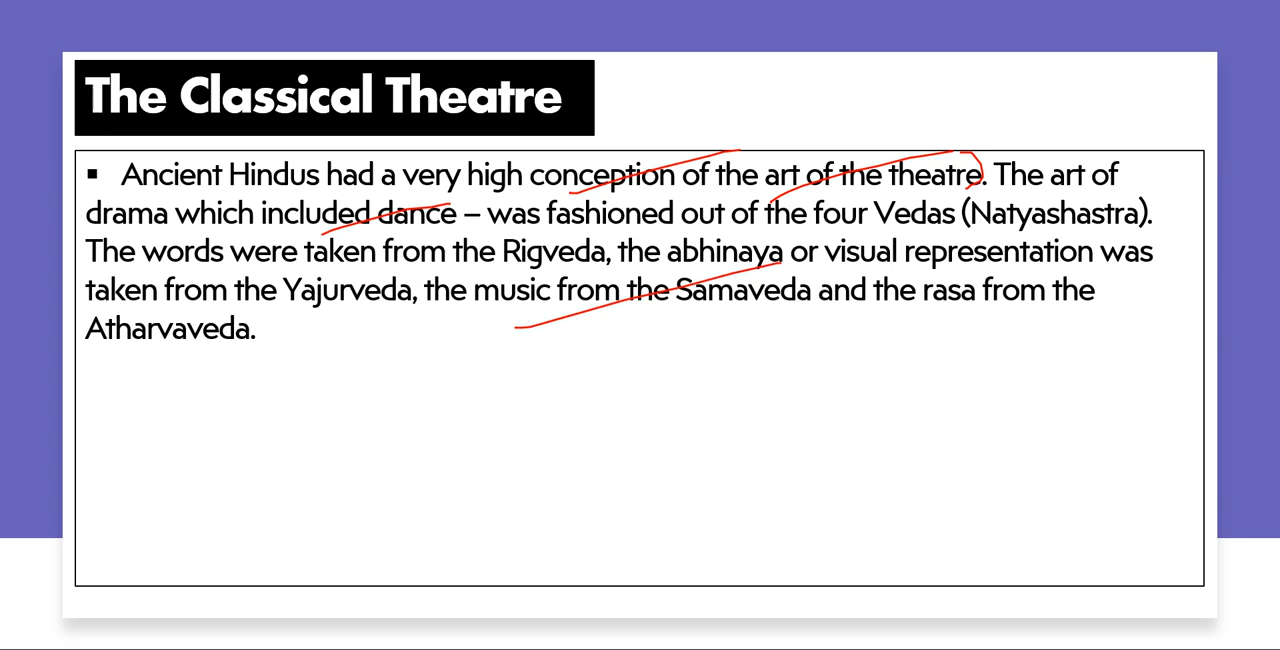 The Classical Theatre
▪ Ancient Hindus had a very high conception of the art of the theatre. The art of
drama which included dance – was fashioned out of the four Vedas (Natyashastra).
The words were taken from the Rigveda, the abhinaya or visual representation was
taken from the Yajurveda, the music from the Samaveda and the rasa from the
Atharvaveda.